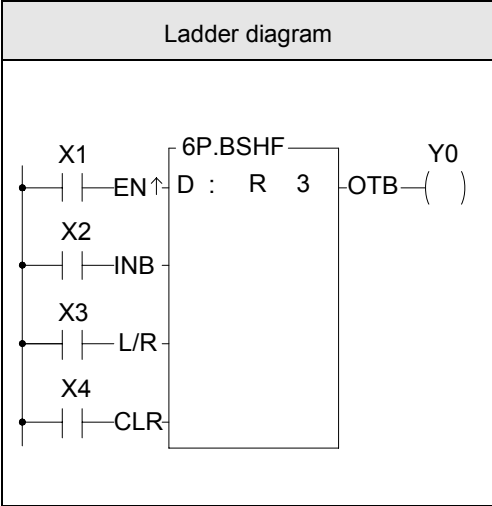 Ladder diagram
6P.BSHF
X1 EN↑ D : R 3 OTB Y0
X2 INB
X3 L/R
X4 CLR